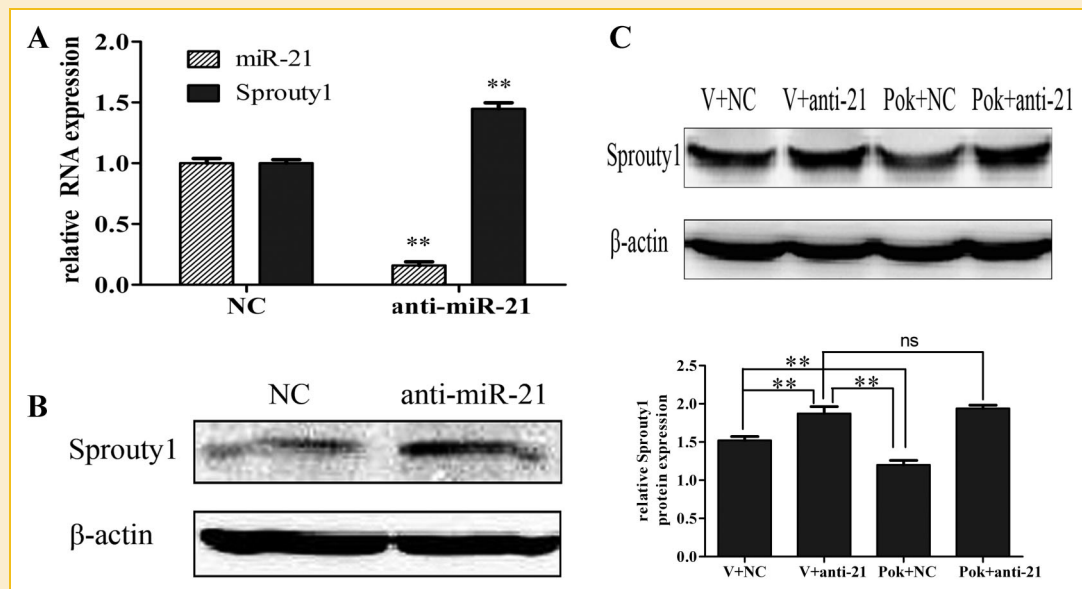 A
relative RNA expression
2.0
1.5
1.0
0.5
0.0
miR-21
Sprouty1
**
**
NC
anti-miR-21
B
NC
anti-miR-21
Sprouty1
β-actin
C
V+NC V+anti-21 Pok+NC Pok+anti-21
Sprouty1
β-actin
relative Sprouty1
protein expression
2.5
2.0
1.5
1.0
0.5
0.0
ns
**
**
**
V+NC V+anti-21 Pok+NC Pok+anti-21